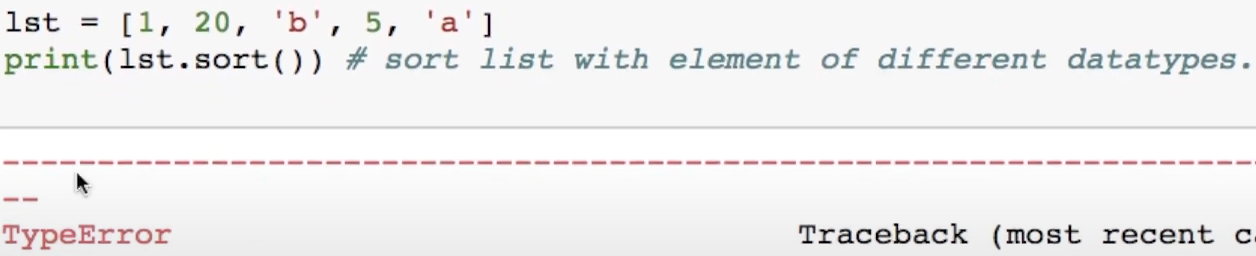 lst = [1, 20, 'b', 5, 'a']
print(lst.sort()) # sort list with element of different datatypes.
---------------------------------------------------------------------------
--
TypeError Traceback (most recent